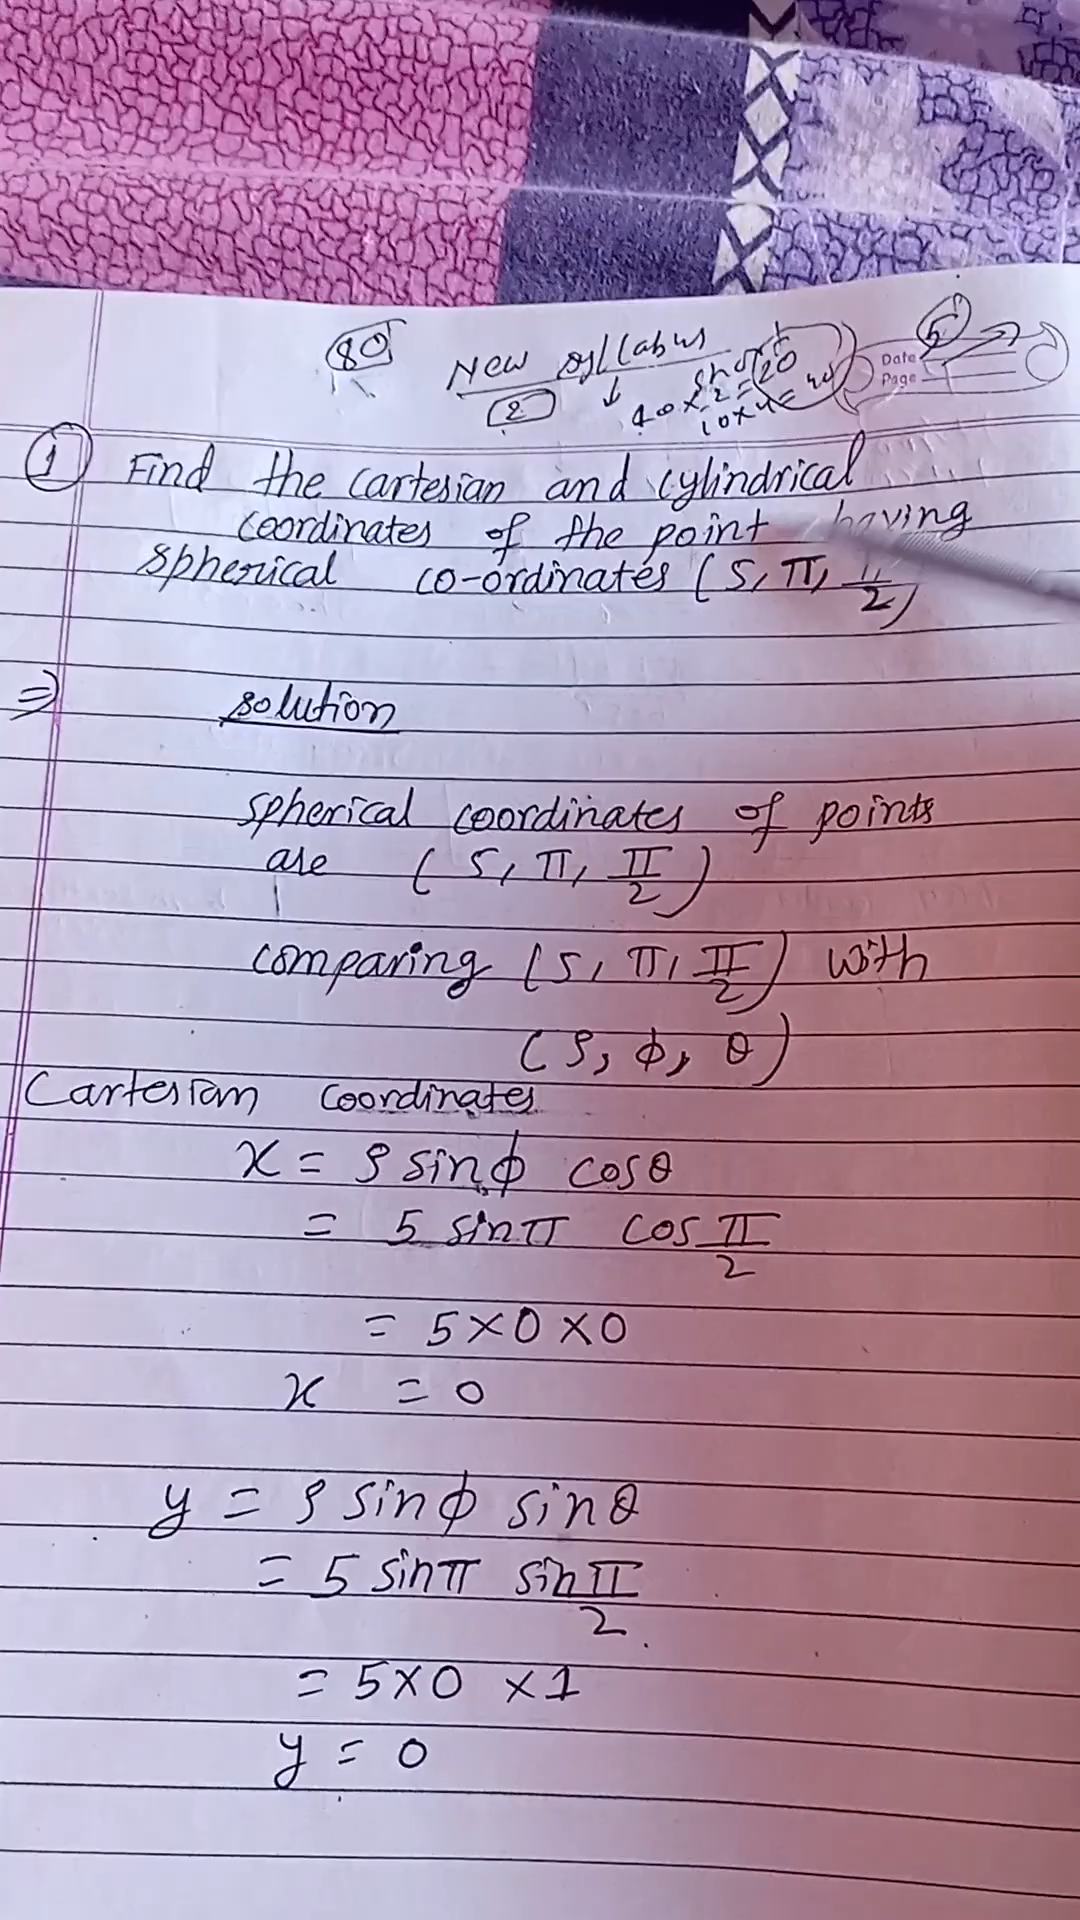 80
New syllabus
2
↓
short
40×2=20
10×4=40
5
Date
Page
1 Find the cartesian and cylindrical
coordinates of the point having
spherical co-ordinates (5, π, π/2)
⇒ solution
spherical coordinates of points
are (5, π, π/2)
comparing (5, π, π/2) with
(ρ, ϕ, θ)
Cartesian coordinates
x = ρ sinϕ cosθ
= 5 sinπ cos π/2
= 5×0×0
x = 0
y = ρ sinϕ sinθ
= 5 sinπ sin π/2
= 5×0 ×1
y = 0